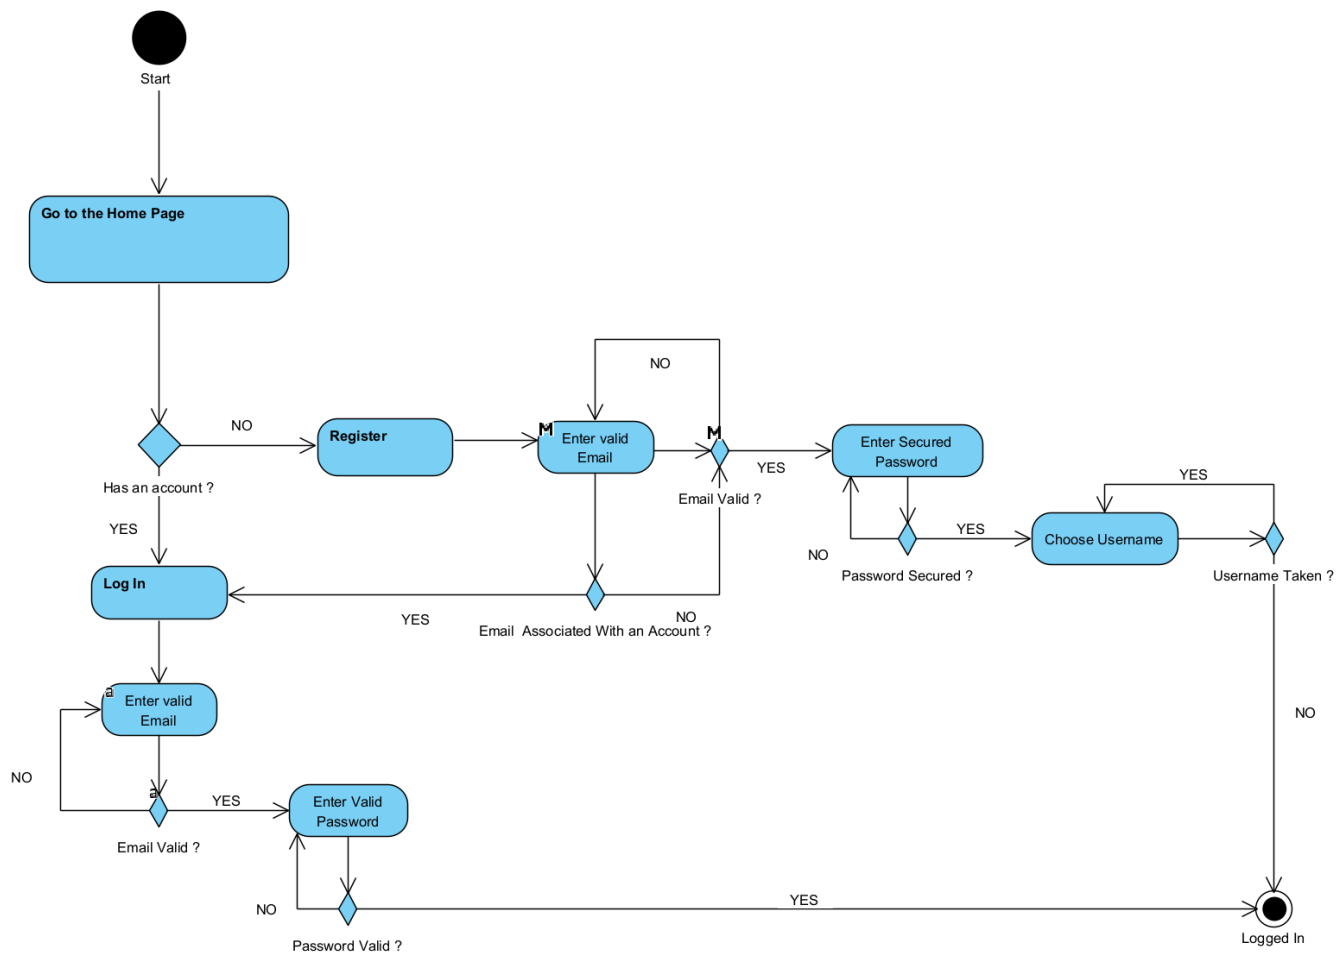 Start
Go to the Home Page
NO
NO
Register
M
Enter valid
Email
M
YES
Email Valid ?
Enter Secured
Password
NO
YES
Password Secured ?
YES
Choose Username
Username Taken ?
Has an account ?
YES
Log In
YES
NO
Email  Associated With an Account ?
NO
a
Enter valid
Email
NO
a
YES
Email Valid ?
Enter Valid
Password
NO
YES
Password Valid ?
Logged In